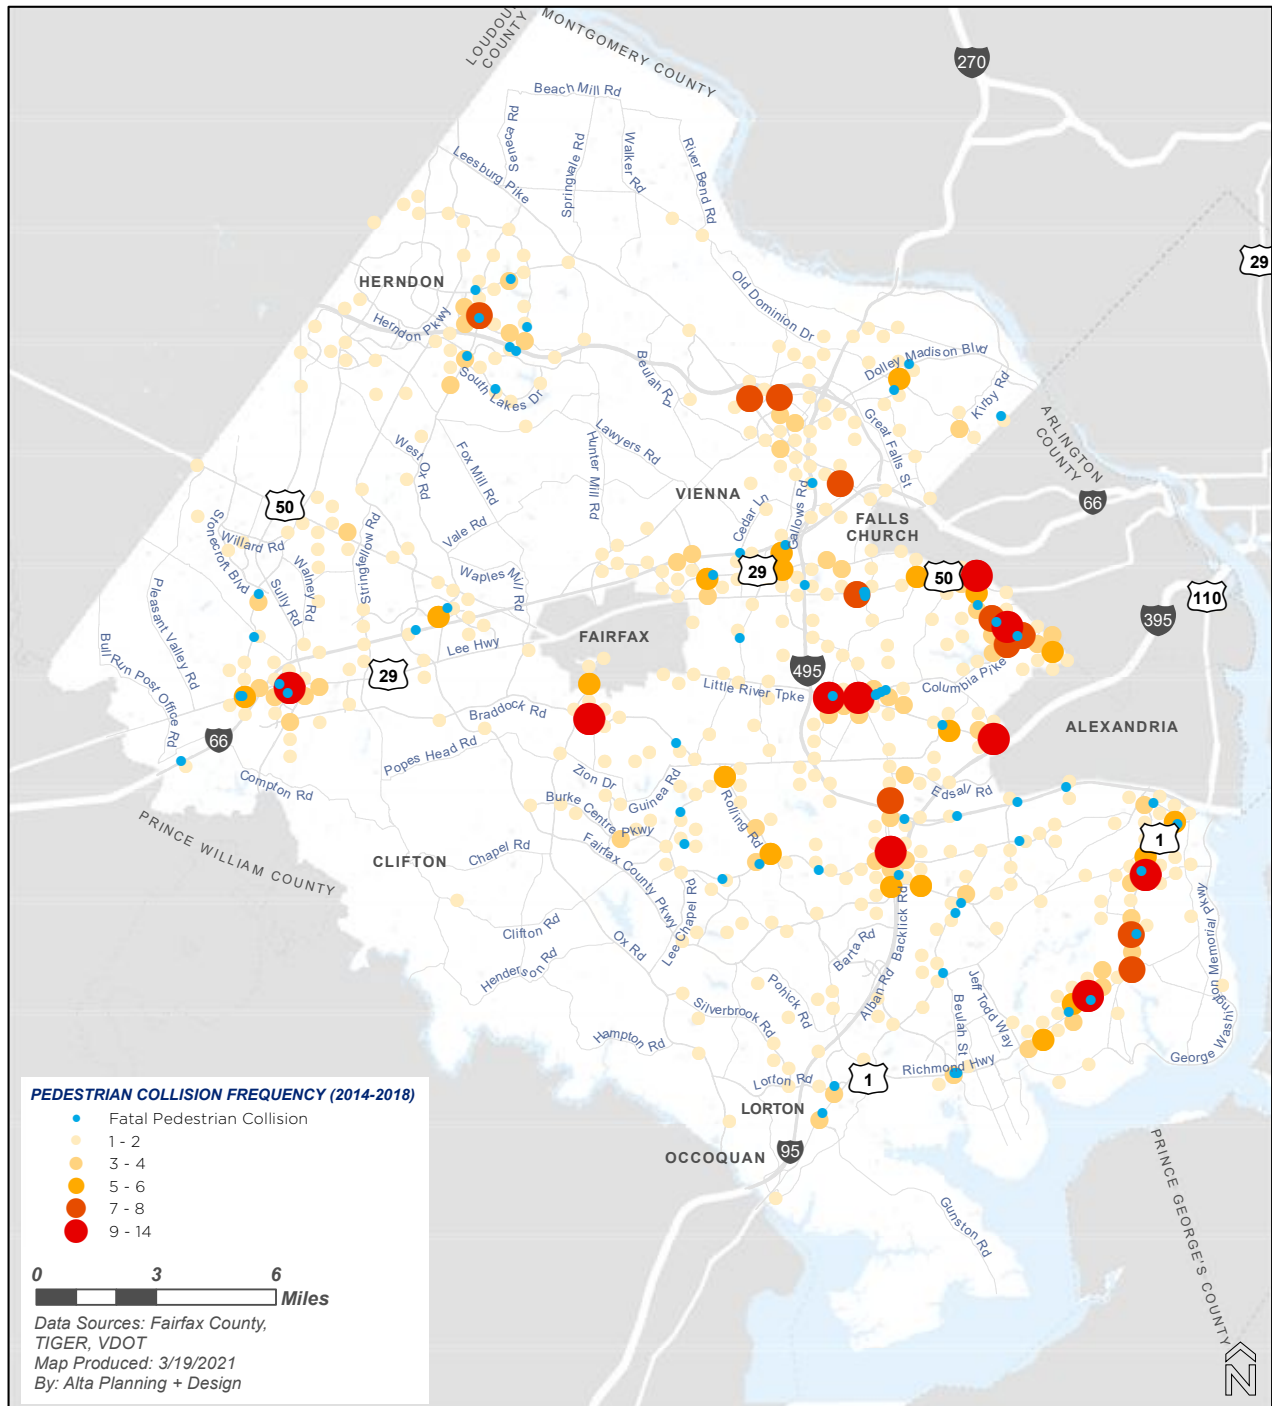 LOUDOUN
COUNTY
MONTGOMERY COUNTY
270
Beach Mill Rd
Seneca Rd
Springvale Rd
Walker Rd
River Bend Rd
Leesburg Pike
29
HERNDON
Old Dominion Dr
Herndon Pkwy
Dolley Madison Blvd
Beulah Rd
Kirby Rd
South Lakes Dr
Great Falls St
ARLINGTON
COUNTY
Lawyers Rd
West Ox Rd
Fox Mill Rd
Hunter Mill Rd
66
VIENNA
50
Cedar Ln
Gallows Rd
FALLS
CHURCH
Stonecroft Blvd
Willard Rd
Stringfellow Rd
Vale Rd
Walney Rd
Waples Mill Rd
29
50
110
Pleasant Valley Rd
Sully Rd
395
Bull Run Post Office Rd
FAIRFAX
Lee Hwy
29
495
Columbia Pike
Little River Tpke
Braddock Rd
ALEXANDRIA
66
Popes Head Rd
Zion Dr
Compton Rd
Guinea Rd
Rolling Rd
Edsall Rd
Burke Centre Pkwy
PRINCE WILLIAM COUNTY
1
CLIFTON
Chapel Rd
Fairfax County Pkwy
Lee Chapel Rd
Backlick Rd
Clifton Rd
Ox Rd
Barta Rd
George Washington Memorial Pkwy
Henderson Rd
Alban Rd
Pohick Rd
Jeff Todd Way
Silverbrook Rd
Beulah St
Hampton Rd
Richmond Hwy
Lorton Rd
1
LORTON
OCCOQUAN
95
PRINCE GEORGE'S COUNTY
Gunston Rd
PEDESTRIAN COLLISION FREQUENCY (2014-2018)
Fatal Pedestrian Collision
1 - 2
3 - 4
5 - 6
7 - 8
9 - 14
0 3 6
Miles
Data Sources: Fairfax County,
TIGER, VDOT
Map Produced: 3/19/2021
By: Alta Planning + Design
N